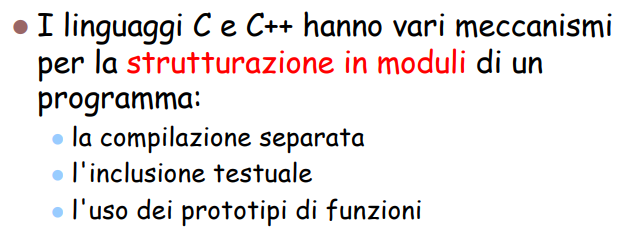 I linguaggi C e C++ hanno vari meccanismi
per la strutturazione in moduli di un
programma:
la compilazione separata
l'inclusione testuale
l'uso dei prototipi di funzioni